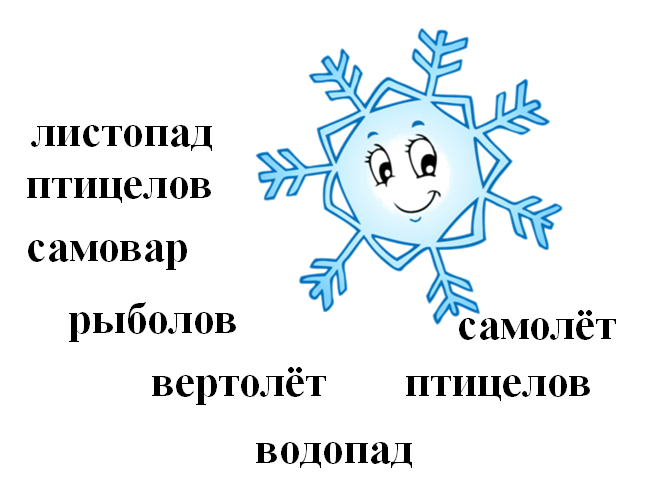 листопад
птицелов
самовар
рыболов
самолёт
вертолёт
птицелов
водопад